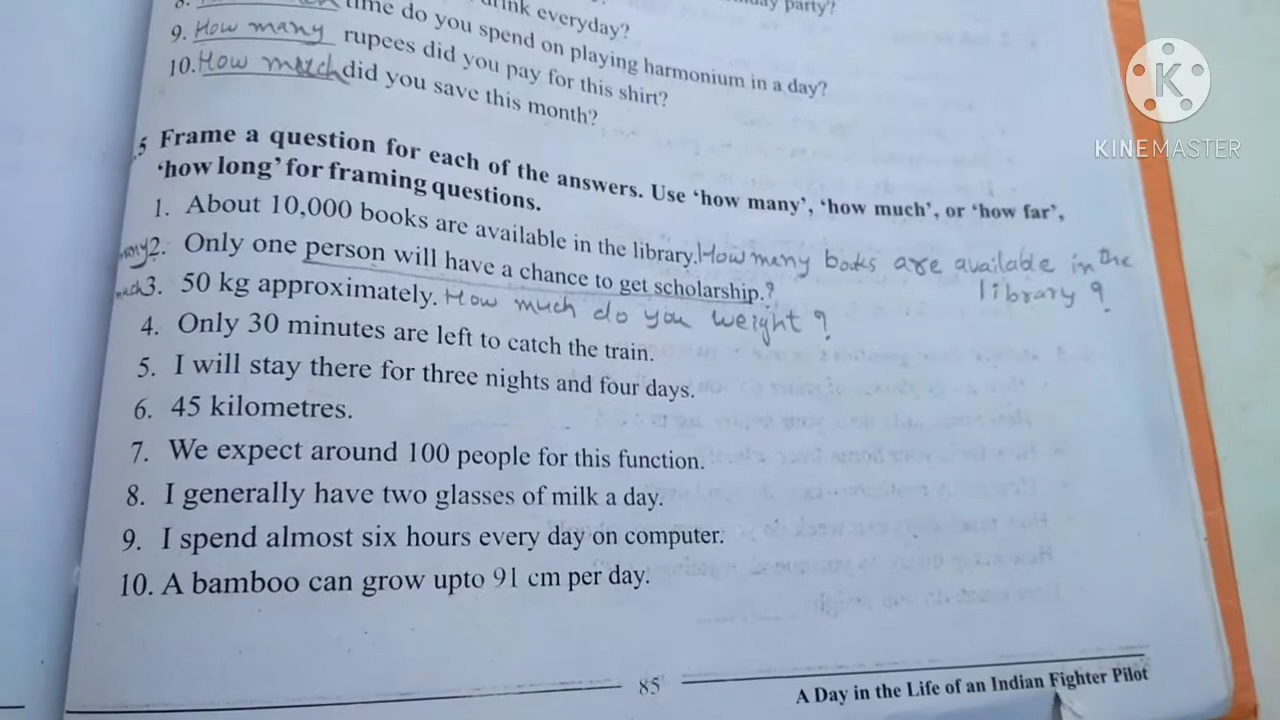 day party?
drink everyday?
8. time do you spend on playing harmonium in a day?
9. How many rupees did you pay for this shirt?
10. How much did you save this month?
.5 Frame a question for each of the answers. Use ‘how many’, ‘how much’, or ‘how far’,
‘how long’ for framing questions.
1. About 10,000 books are available in the library. How many books are available in the
library ?
2. Only one person will have a chance to get scholarship.?
3. 50 kg approximately. How much do you weight ?
4. Only 30 minutes are left to catch the train.
5. I will stay there for three nights and four days.
6. 45 kilometres.
7. We expect around 100 people for this function.
8. I generally have two glasses of milk a day.
9. I spend almost six hours every day on computer.
10. A bamboo can grow upto 91 cm per day.
85
A Day in the Life of an Indian Fighter Pilot
K
KINEMASTER